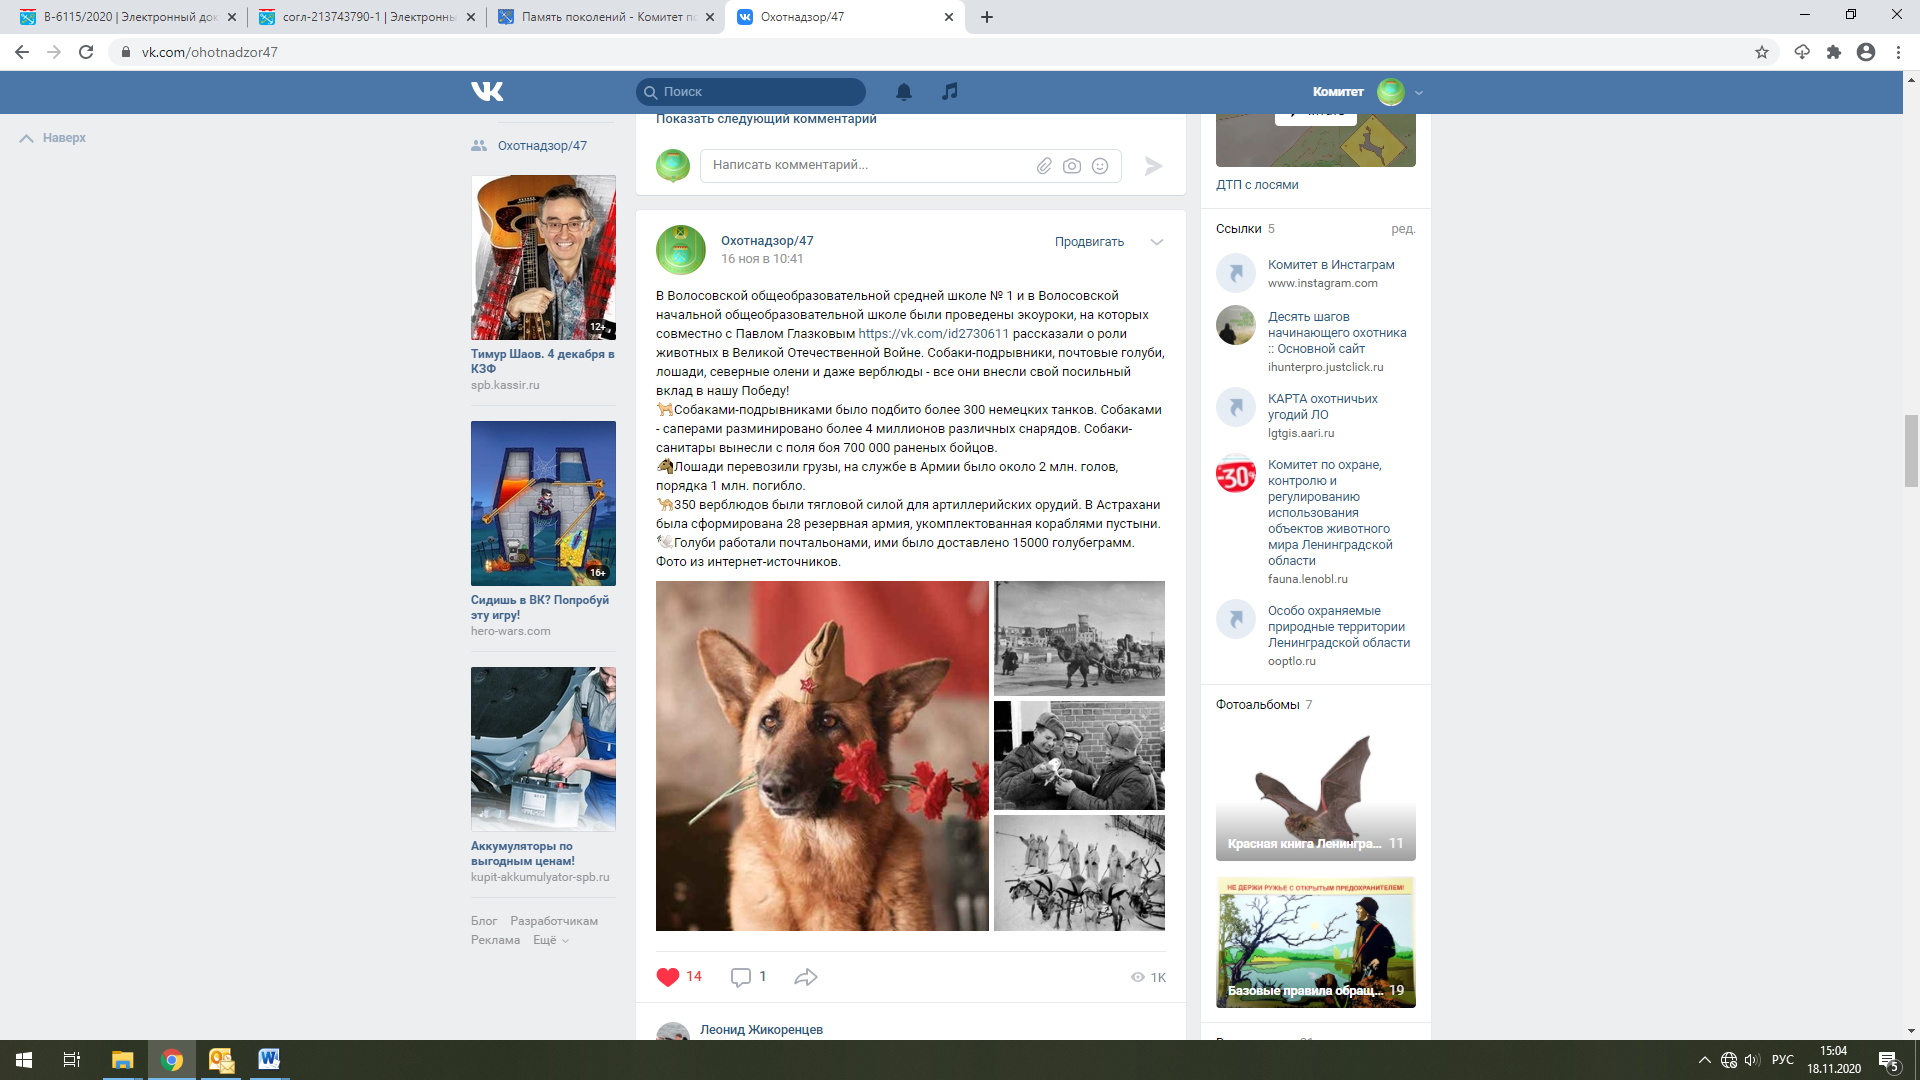 В-6115/2020 | Электронный док
согл-213743790-1 | Электроннь
Память поколений - Комитет по
Охотнадзор/47
vk.com/ohotnadzor47
Поиск
Комитет
Наверх
Охотнадзор/47
12+
Тимур Шаов. 4 декабря в
КЗФ
spb.kassir.ru
16+
Сидишь в ВК? Попробуй
эту игру!
hero-wars.com
Аккумуляторы по
выгодным ценам!
kupit-akkumulyator-spb.ru
Блог Разработчикам
Реклама Ещё
Показать следующий комментарий
Написать комментарий...
Охотнадзор/47
16 ноя в 10:41
Продвигать
В Волосовской общеобразовательной средней школе № 1 и в Волосовской
начальной общеобразовательной школе были проведены экоуроки, на которых
совместно с Павлом Глазковым https://vk.com/id2730611 рассказали о роли
животных в Великой Отечественной Войне. Собаки-подрывники, почтовые голуби,
лошади, северные олени и даже верблюды - все они внесли свой посильный
вклад в нашу Победу!
🐕Собаками-подрывниками было подбито более 300 немецких танков. Собаками
- саперами разминировано более 4 миллионов различных снарядов. Собаки-
санитары вынесли с поля боя 700 000 раненых бойцов.
🐴Лошади перевозили грузы, на службе в Армии было около 2 млн. голов,
порядка 1 млн. погибло.
🐪350 верблюдов были тягловой силой для артиллерийских орудий. В Астрахани
была сформирована 28 резервная армия, укомплектованная кораблями пустыни.
🕊Голуби работали почтальонами, ими было доставлено 15000 голубеграмм.
Фото из интернет-источников.
14
1
1K
Леонид Жикоренцев
ДТП с лосями
Ссылки 5
ред.
Комитет в Инстаграм
www.instagram.com
Десять шагов
начинающего охотника
:: Основной сайт
ihunterpro.justclick.ru
КАРТА охотничьих
угодий ЛО
lgtgis.aari.ru
-30%
Комитет по охране,
контролю и
регулированию
использования
объектов животного
мира Ленинградской
области
fauna.lenobl.ru
Особо охраняемые
природные территории
Ленинградской области
ooptlo.ru
Фотоальбомы 7
Красная книга Ленингра... 11
НЕ ДЕРЖИ РУЖЬЕ С ОТКРЫТЫМ ПРЕДОХРАНИТЕЛЕМ!
Базовые правила обращ... 19
РУС
15:04
18.11.2020
5